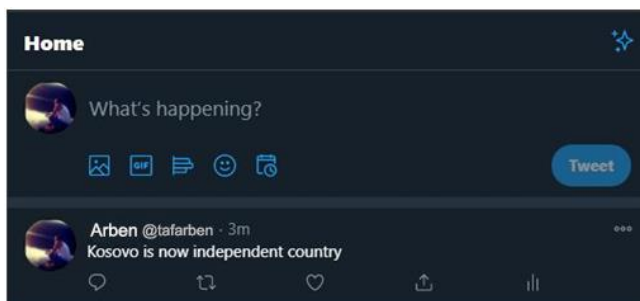 Home
What's happening?
GIF
Tweet
Arben @tafarben · 3m
Kosovo is now independent country